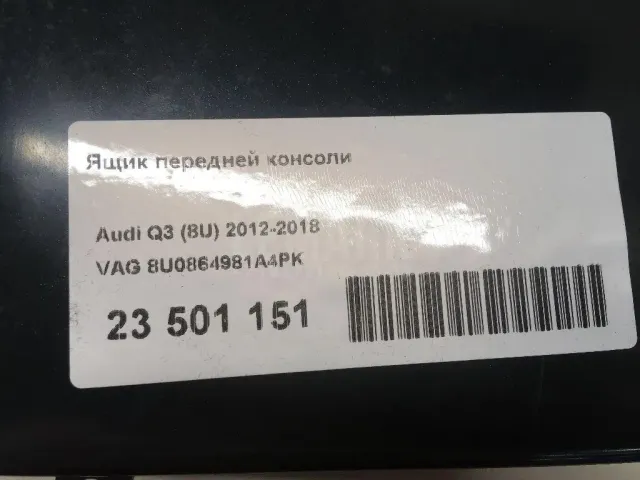 Ящик передней консоли
Audi Q3 (8U) 2012-2018
VAG 8U0864981A4PK
23 501 151